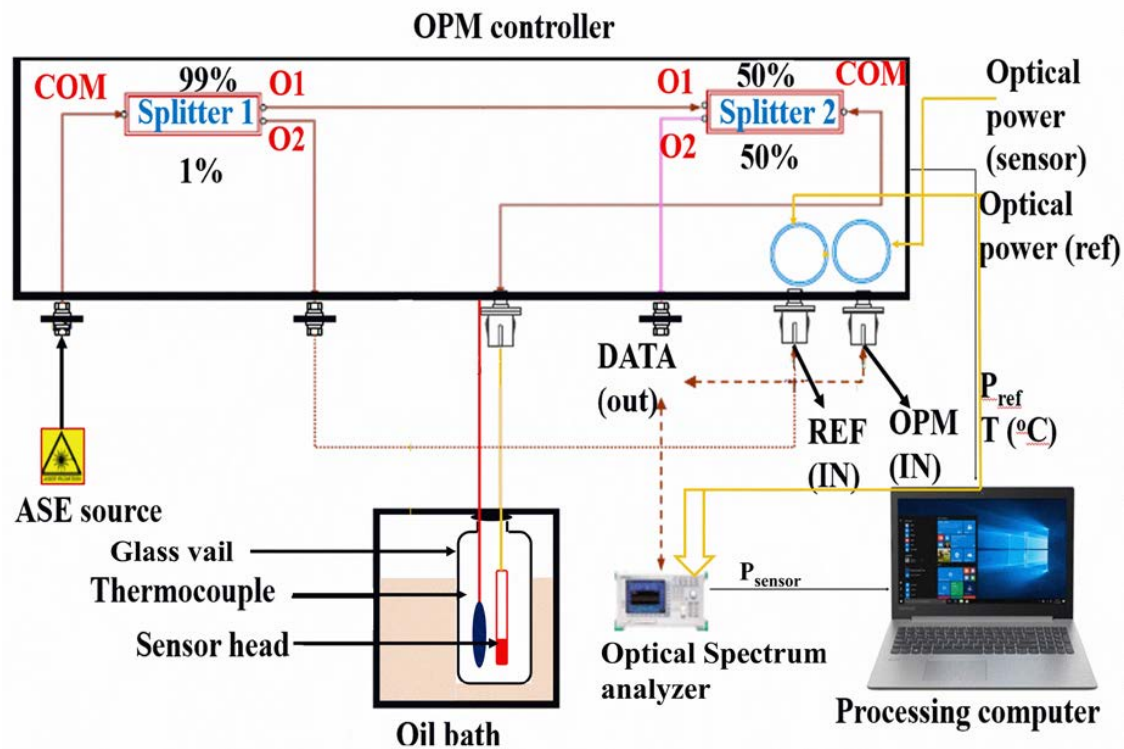 OPM controller
COM
99%
O1
Splitter 1
O2
1%
50%
COM
O1
Splitter 2
O2
50%
Optical
power
(sensor)
Optical
power (ref)
DATA
(out)
REF
(IN)
OPM
(IN)
Pref
T (oC)
ASE source
Glass vail
Thermocouple
Sensor head
Oil bath
Psensor
Optical Spectrum
analyzer
Processing computer